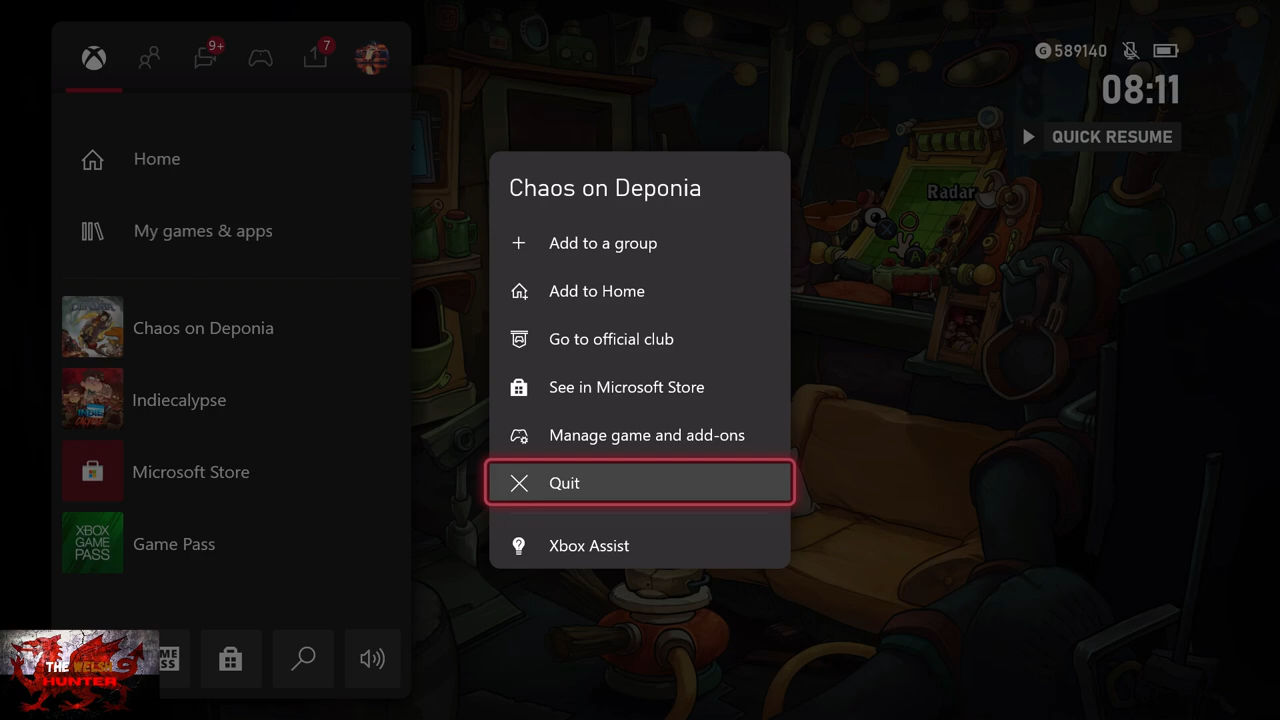 9+
7
G 589140
08:11
QUICK RESUME
Home
My games & apps
Chaos on Deponia
Indiecalypse
Microsoft Store
XBOX
GAME
PASS
Game Pass
Chaos on Deponia
Add to a group
Add to Home
Go to official club
See in Microsoft Store
Manage game and add-ons
Quit
Xbox Assist
Radar
A
THE WELSH
HUNTER